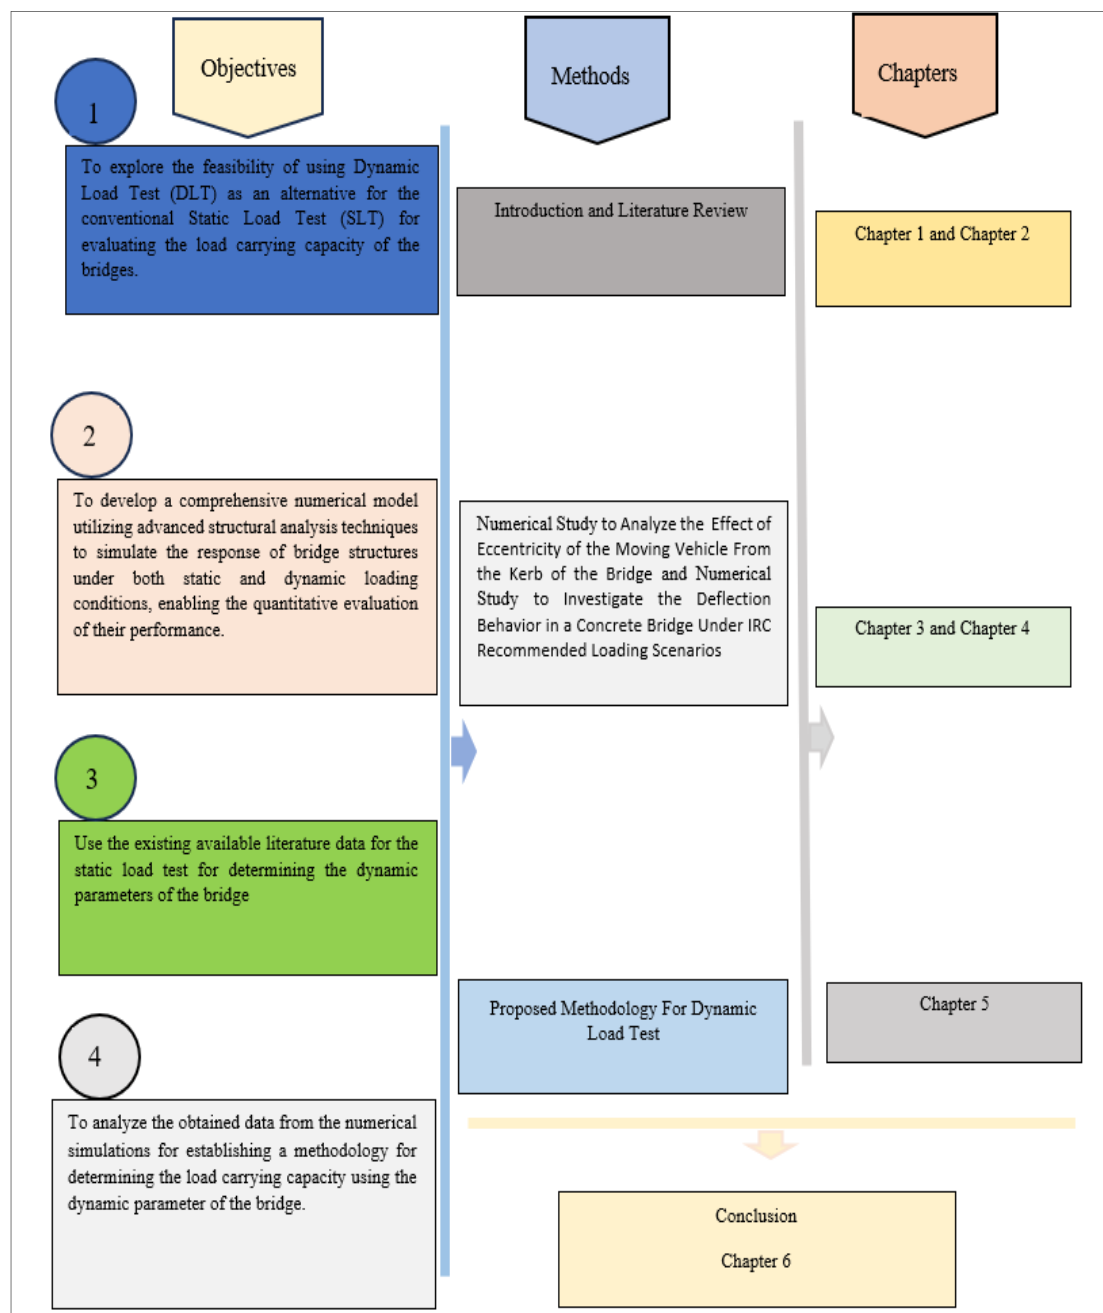 Objectives
Methods
Chapters
1
To explore the feasibility of using Dynamic
Load Test (DLT) as an alternative for the
conventional Static Load Test (SLT) for
evaluating the load carrying capacity of the
bridges.
Introduction and Literature Review
Chapter 1 and Chapter 2
2
To develop a comprehensive numerical model
utilizing advanced structural analysis techniques
to simulate the response of bridge structures
under both static and dynamic loading
conditions, enabling the quantitative evaluation
of their performance.
Numerical Study to Analyze the Effect of
Eccentricity of the Moving Vehicle From
the Kerb of the Bridge and Numerical
Study to Investigate the Deflection
Behavior in a Concrete Bridge Under IRC
Recommended Loading Scenarios
Chapter 3 and Chapter 4
3
Use the existing available literature data for the
static load test for determining the dynamic
parameters of the bridge
Proposed Methodology For Dynamic
Load Test
Chapter 5
4
To analyze the obtained data from the numerical
simulations for establishing a methodology for
determining the load carrying capacity using the
dynamic parameter of the bridge.
Conclusion
Chapter 6